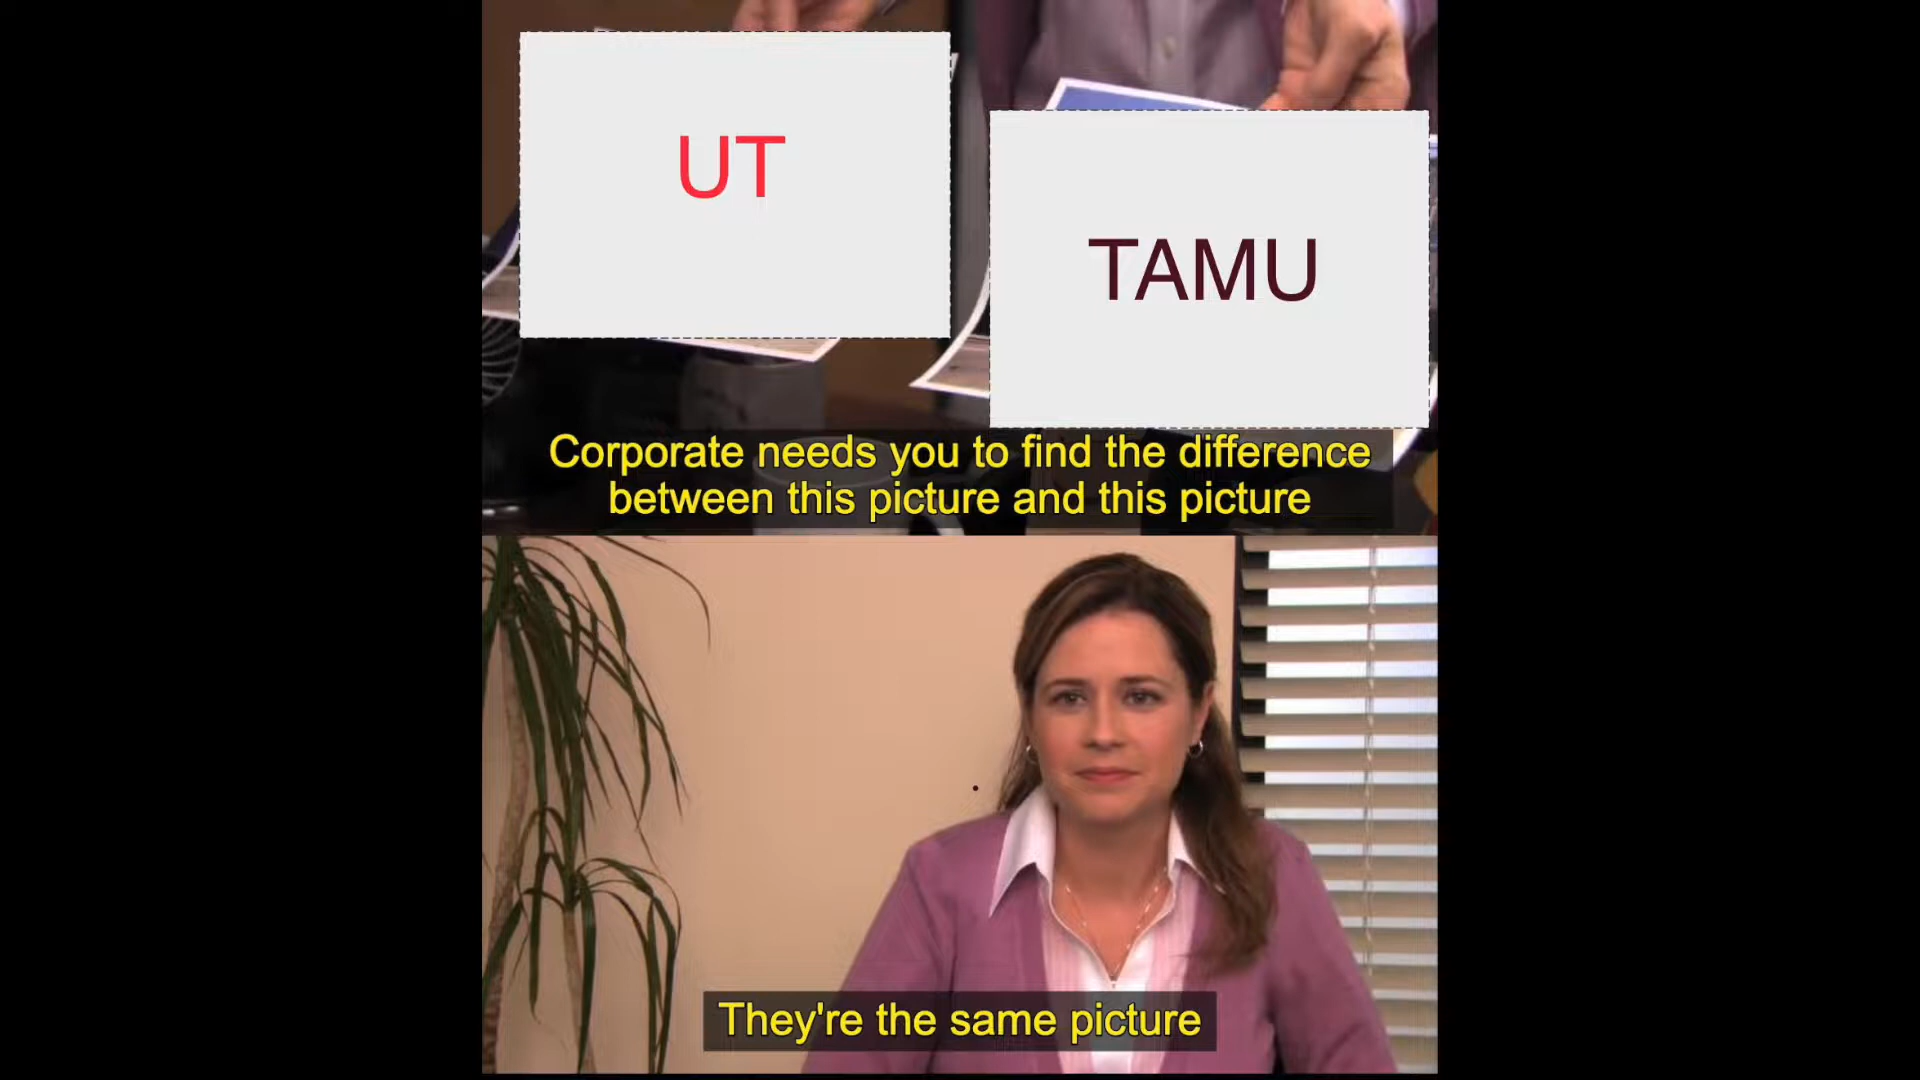 UT
TAMU
Corporate needs you to find the difference
between this picture and this picture
They're the same picture